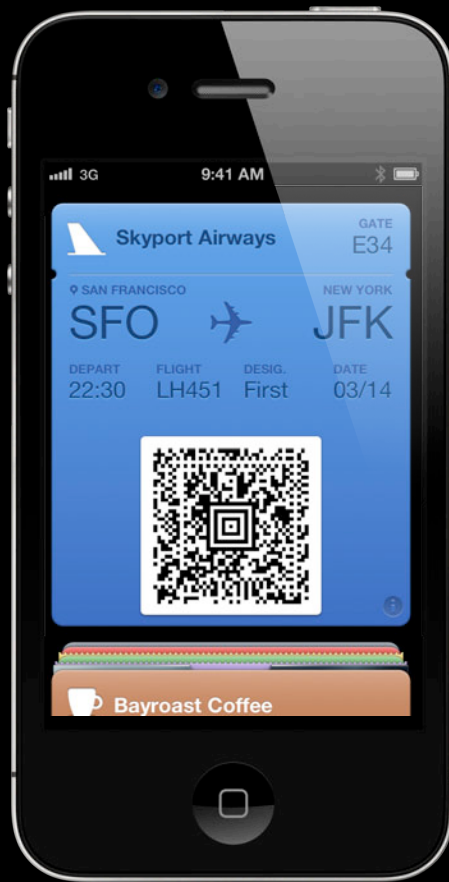 3G 9:41 AM
Skyport Airways
GATE
E34
SAN FRANCISCO NEW YORK
SFO JFK
DEPART FLIGHT DESIG. DATE
22:30 LH451 First 03/14
i
Bayroast Coffee